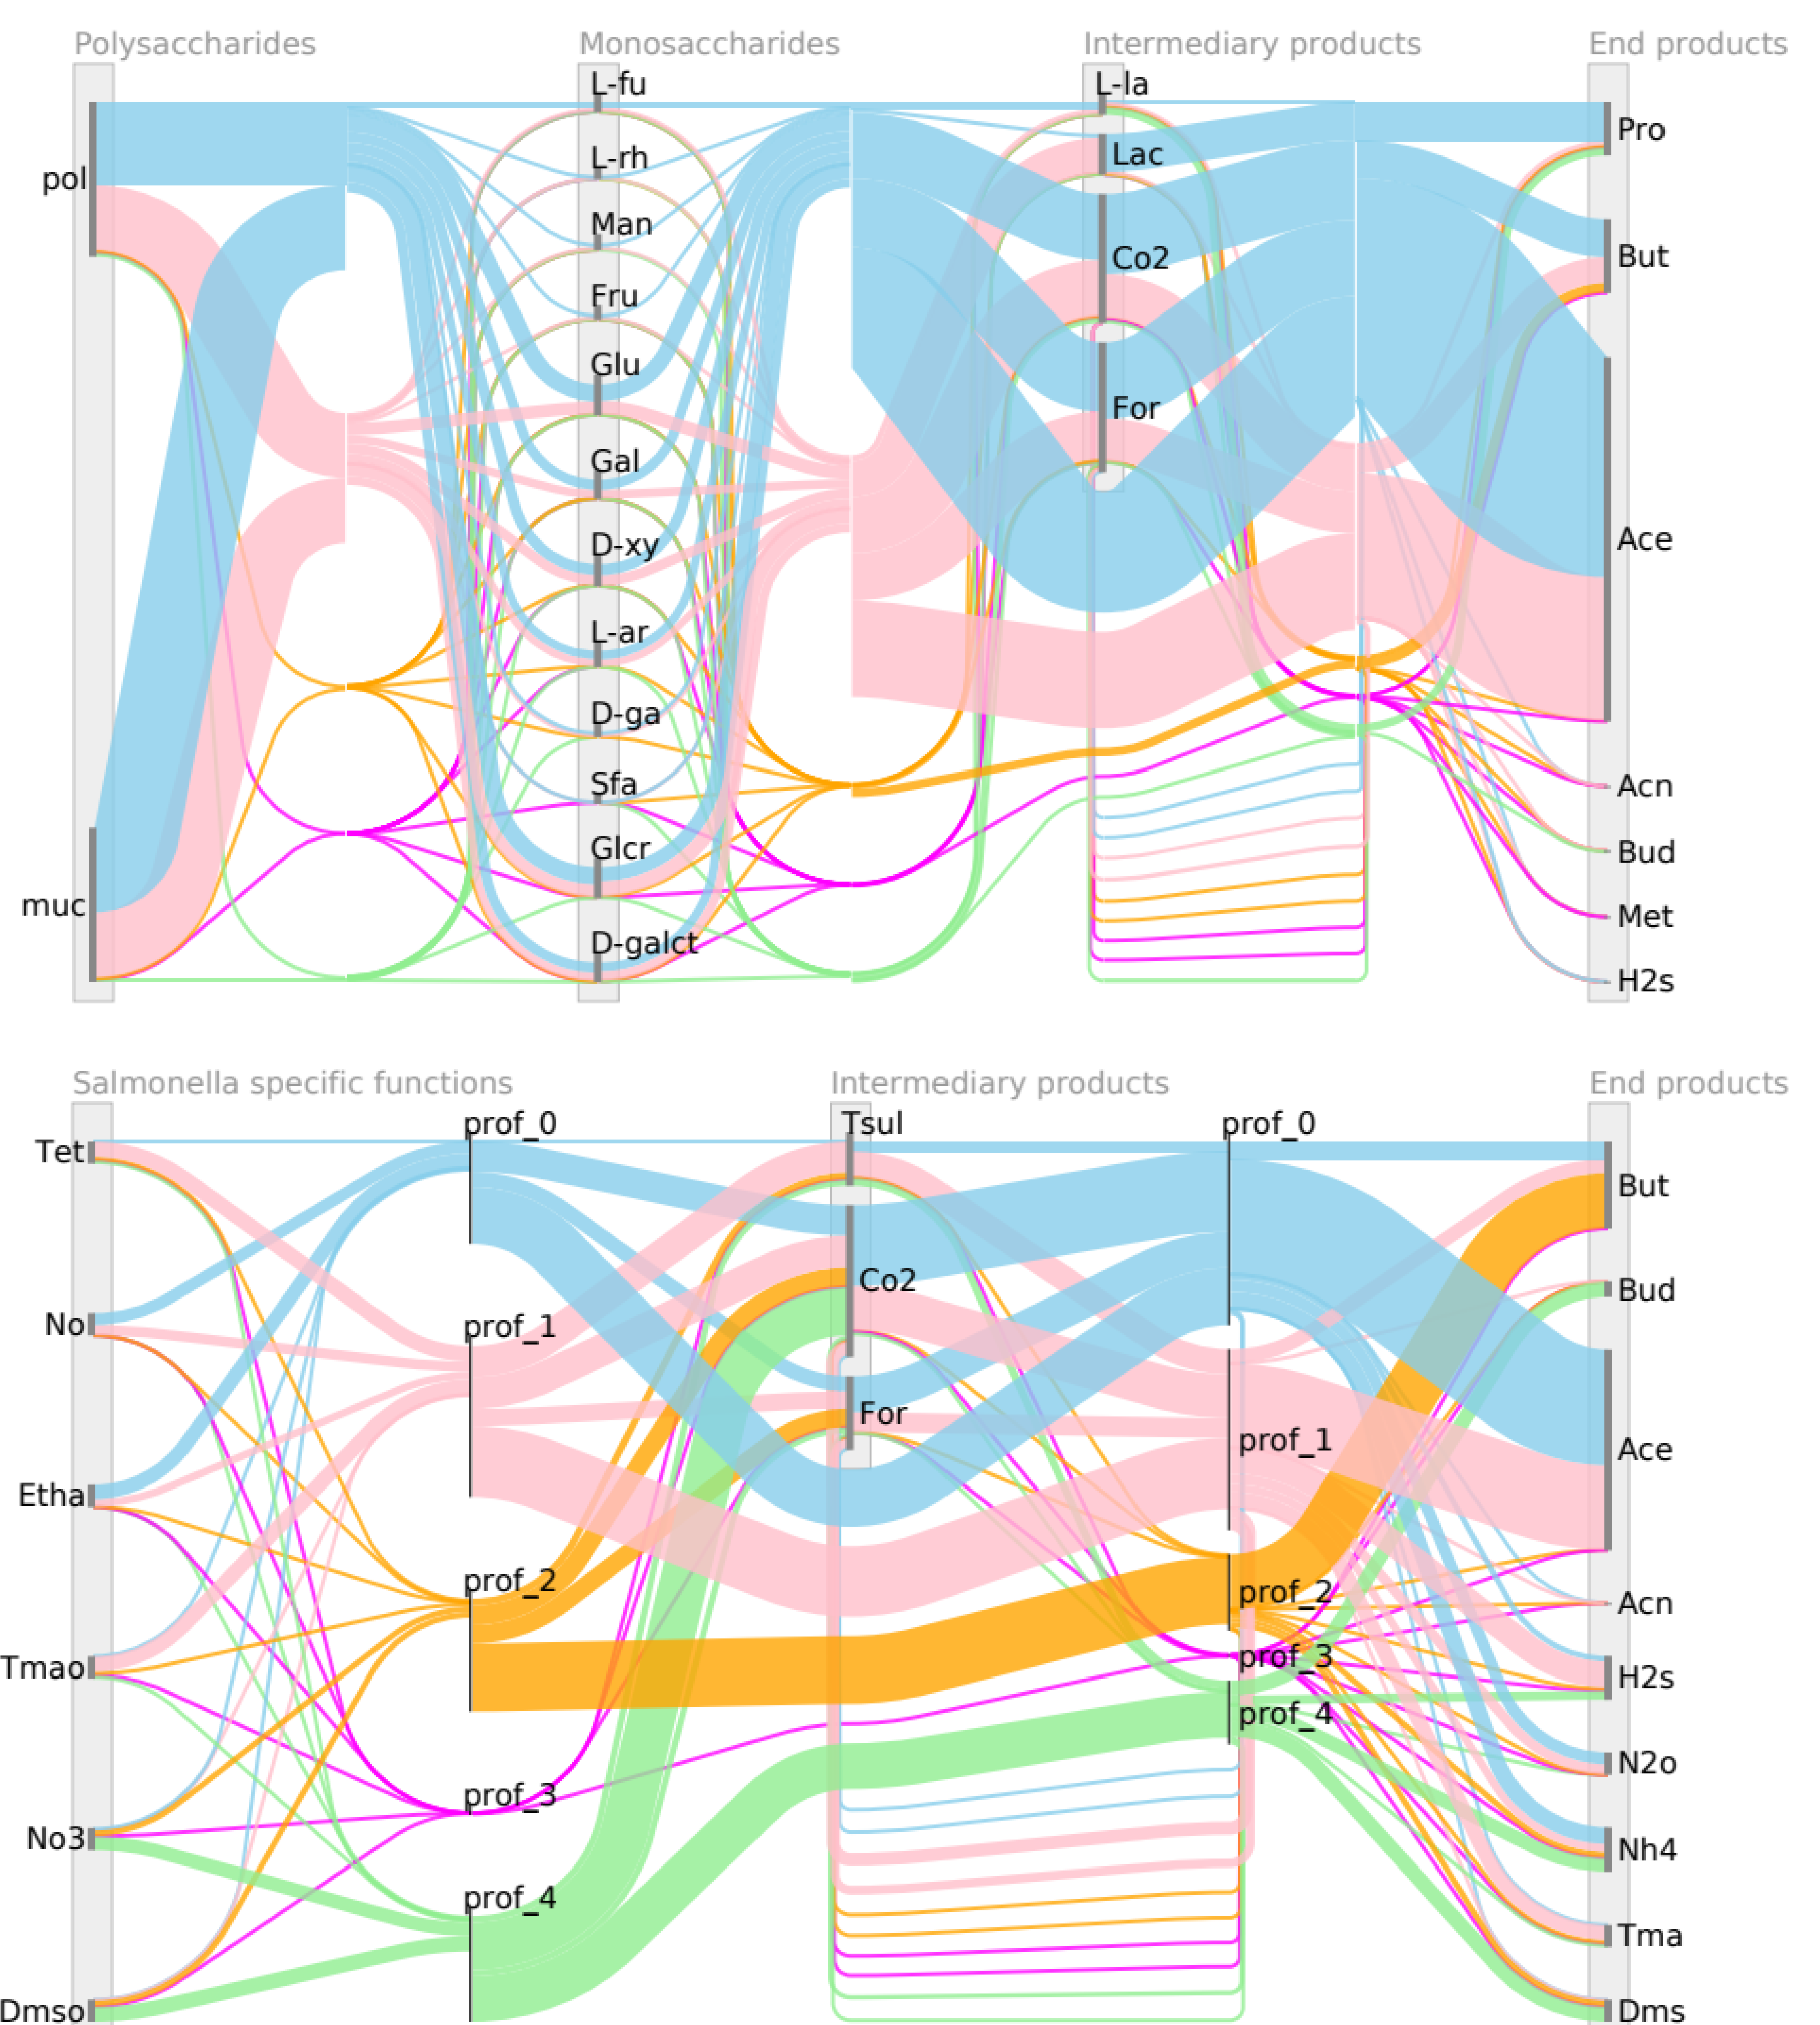 Polysaccharides Monosaccharides Intermediary products End products
L-fu L-la
Pro
L-rh Lac
pol
Man
Co2 But
Fru
Glu
For
Gal
D-xy Ace
L-ar
D-ga
Sfa Acn
Glcr Bud
muc Met
D-galct
H2s
Salmonella specific functions Intermediary products End products
prof_0 Tsul prof_0
Tet
But
Co2 Bud
No prof_1
For
prof_1 Ace
Etha
prof_2 prof_2 Acn
prof_3
Tmao H2s
prof_4
N2o
prof_3
No3 Nh4
prof_4
Tma
Dmso Dms